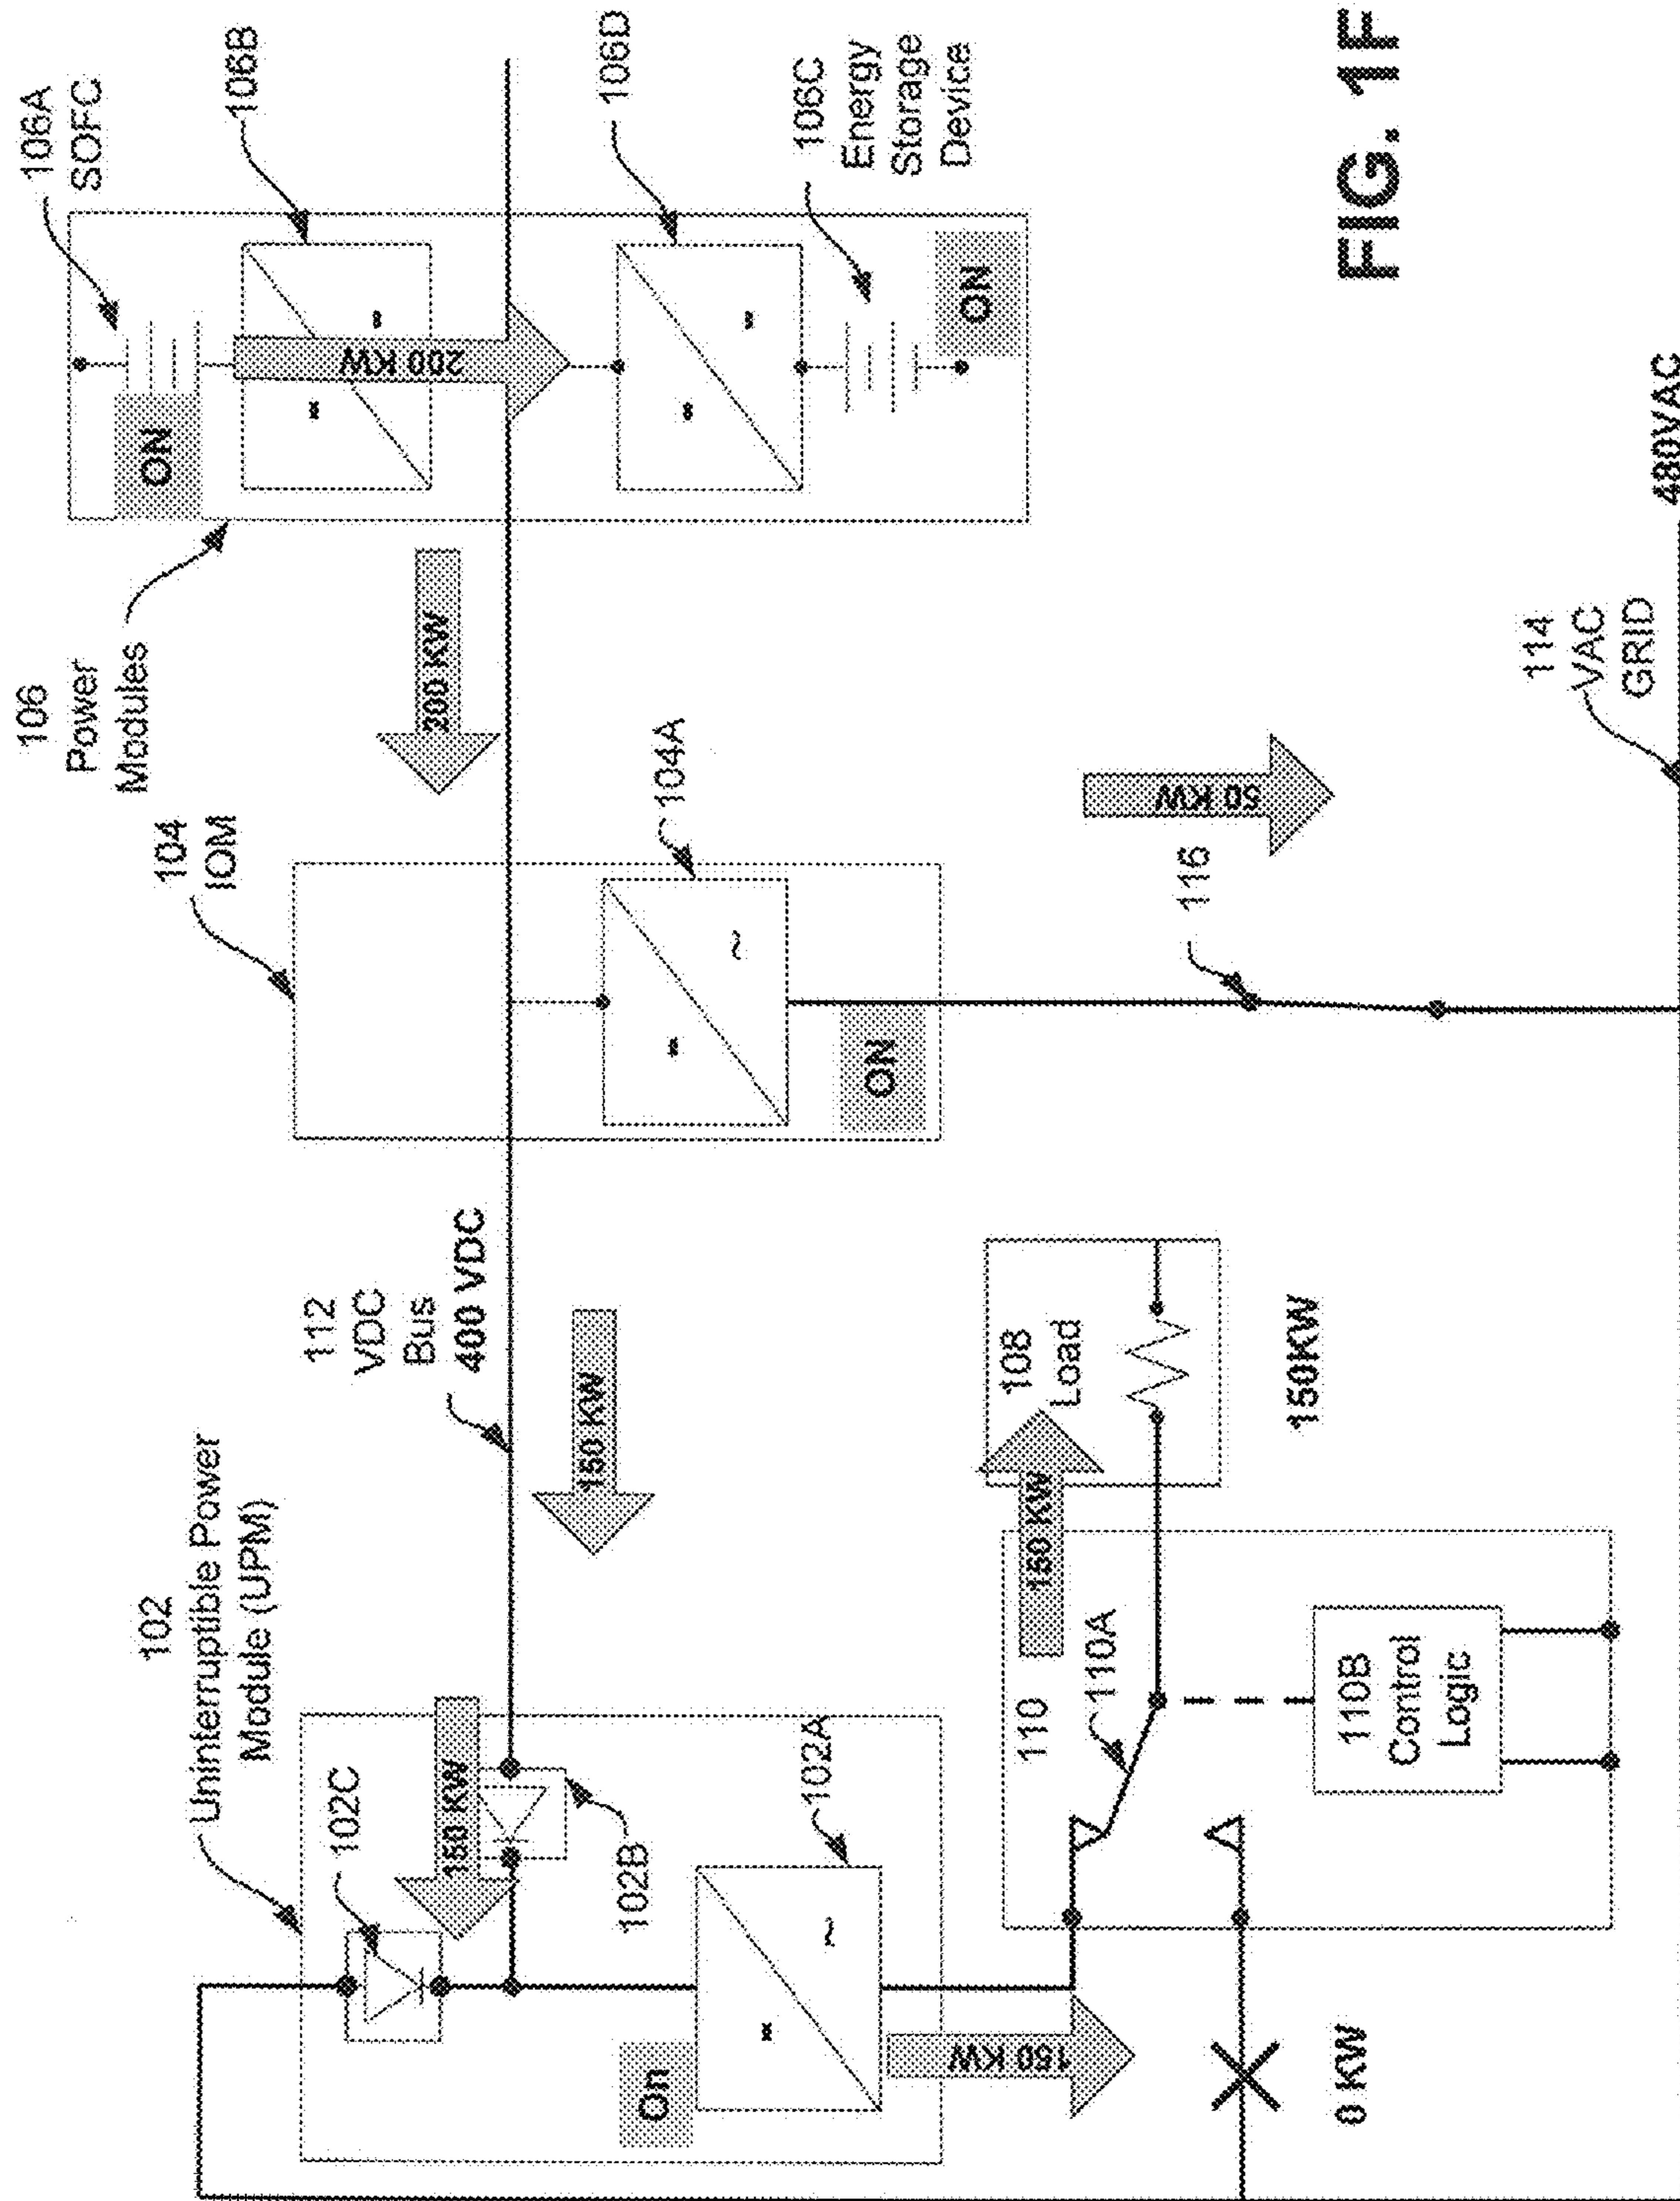 102
Uninterruptible Power
Module (UPM)
102C
150 KW
102B
102A
On
150 KW
112
VDC
Bus
400 VDC
150 KW
104
IOM
104A
ON
106
Power
Modules
200 KW
106A
SOFC
ON
200 KW
106B
106D
106C
Energy
Storage
Device
ON
110
110A
150 KW
110B
Control
Logic
108
Load
150KW
0 KW
116
50 KW
114
VAC
GRID
480VAC
FIG. 1F